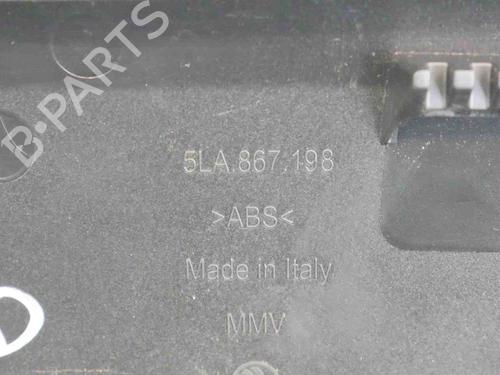 B-PARTS
5LA.867.198
>ABS<
Made in Italy
MMV
D